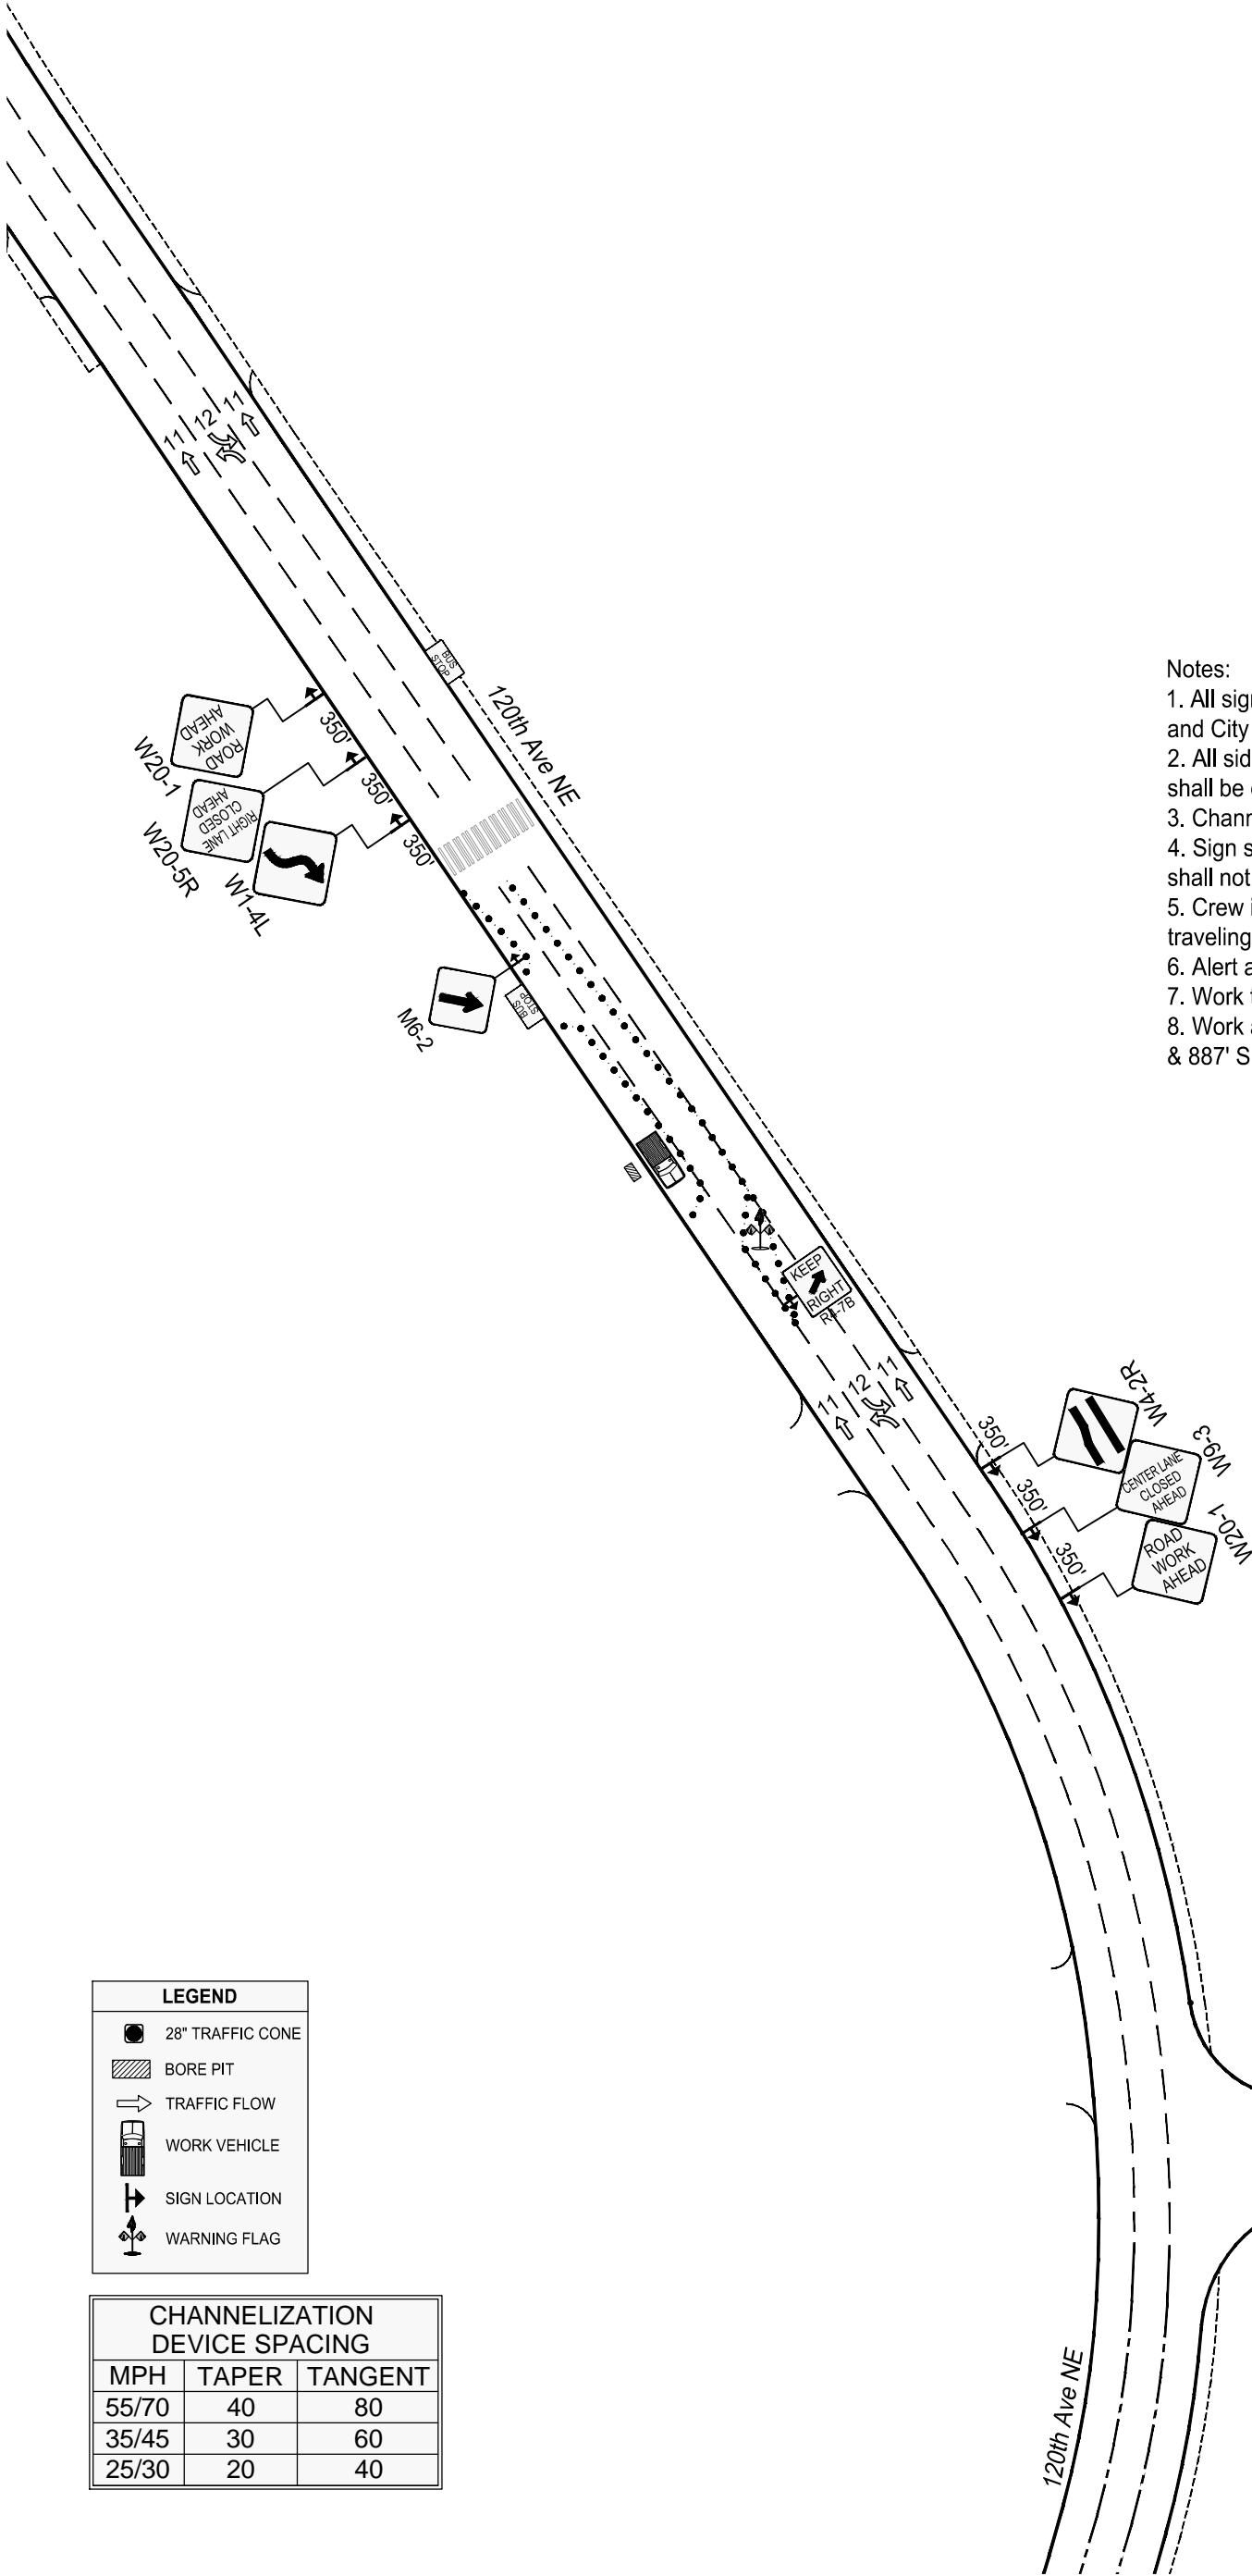 11
12
11
BUS
STOP
120th Ave NE
ROAD
WORK
AHEAD
W20-1
350'
RIGHT LANE
CLOSED
AHEAD
W20-5R
350'
W1-4L
350'
M6-2
BUS
STOP
KEEP
RIGHT
R4-7B
11
12
11
350'
W4-2R
350'
CENTER LANE
CLOSED
AHEAD
W9-3
350'
ROAD
WORK
AHEAD
W20-1
Notes:
1. All sig
and City
2. All sid
shall be
3. Chann
4. Sign s
shall not
5. Crew
traveling
6. Alert a
7. Work
8. Work
& 887' S
LEGEND
28" TRAFFIC CONE
BORE PIT
TRAFFIC FLOW
WORK VEHICLE
SIGN LOCATION
WARNING FLAG
CHANNELIZATION
DEVICE SPACING
MPH TAPER TANGENT
55/70 40 80
35/45 30 60
25/30 20 40
120th Ave NE